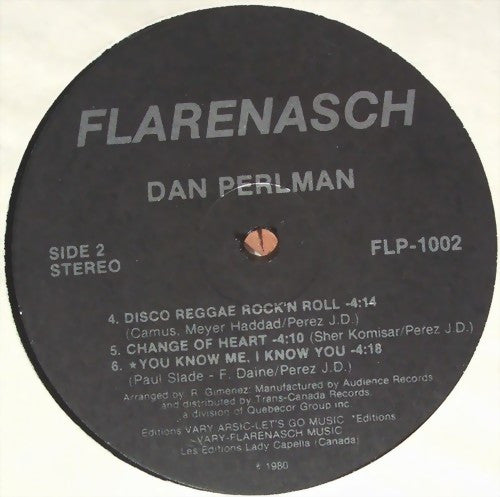 FLARENASCH
DAN PERLMAN
SIDE 2
STEREO
FLP-1002
4. DISCO REGGAE ROCK'N ROLL -4:14
(Camus, Meyer Haddad/Perez J.D.)
5. CHANGE OF HEART -4:10 (Sher Komisar/Perez J.D.)
6. ★YOU KNOW ME, I KNOW YOU -4:18
(Paul Slade - F. Daine/Perez J.D.)
Arranged by R. Gimenez: Manufactured by Audience Records
and distributed by Trans-Canada Records,
a division of Quebecor Group inc.
Editions VARY ARSIC-LET'S GO MUSIC *Editions
-VARY-FLARENASCH MUSIC
Les Editions Lady Capella (Canada)
℗ 1980